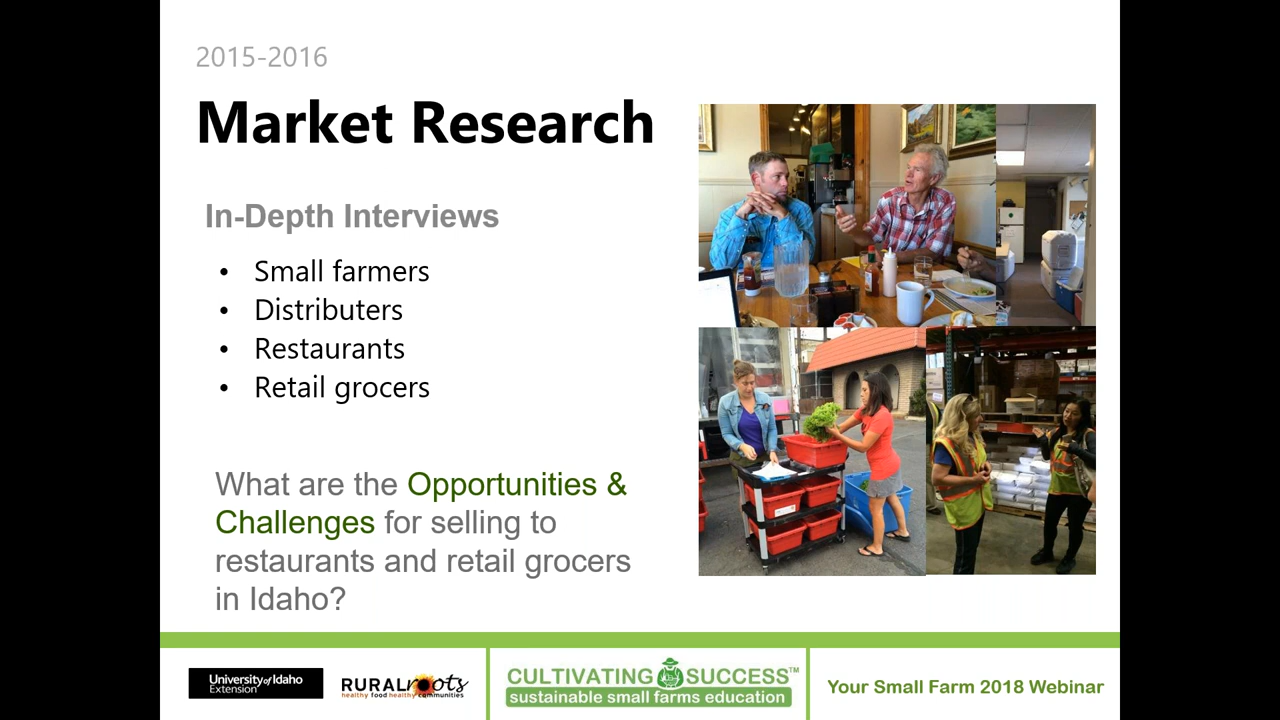 2015-2016
Market Research
In-Depth Interviews
• Small farmers
• Distributers
• Restaurants
• Retail grocers
What are the Opportunities &
Challenges for selling to
restaurants and retail grocers
in Idaho?
University of Idaho
Extension
RURALroots
healthy food healthy communities
CULTIVATING SUCCESS™
sustainable small farms education
Your Small Farm 2018 Webinar